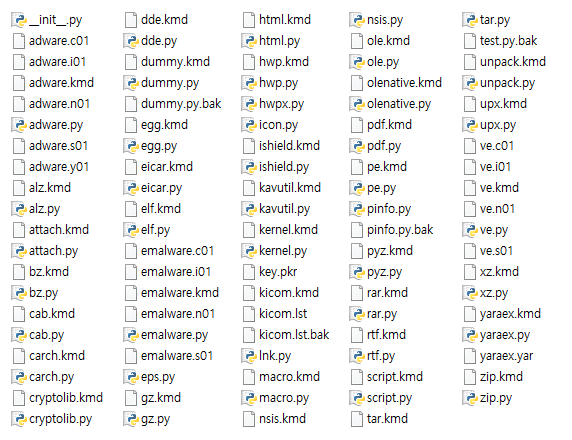 __init__.py
adware.c01
adware.i01
adware.kmd
adware.n01
adware.py
adware.s01
adware.y01
alz.kmd
alz.py
attach.kmd
attach.py
bz.kmd
bz.py
cab.kmd
cab.py
carch.kmd
carch.py
cryptolib.kmd
cryptolib.py
dde.kmd
dde.py
dummy.kmd
dummy.py
dummy.py.bak
egg.kmd
egg.py
eicar.kmd
eicar.py
elf.kmd
elf.py
emalware.c01
emalware.i01
emalware.kmd
emalware.n01
emalware.py
emalware.s01
eps.py
gz.kmd
gz.py
html.kmd
html.py
hwp.kmd
hwp.py
hwpx.py
icon.py
ishield.kmd
ishield.py
kavutil.kmd
kavutil.py
kernel.kmd
kernel.py
key.pkr
kicom.kmd
kicom.lst
kicom.lst.bak
lnk.py
macro.kmd
macro.py
nsis.kmd
nsis.py
ole.kmd
ole.py
olenative.kmd
olenative.py
pdf.kmd
pdf.py
pe.kmd
pe.py
pinfo.py
pinfo.py.bak
pyz.kmd
pyz.py
rar.kmd
rar.py
rtf.kmd
rtf.py
script.kmd
script.py
tar.kmd
tar.py
test.py.bak
unpack.kmd
unpack.py
upx.kmd
upx.py
ve.c01
ve.i01
ve.kmd
ve.n01
ve.py
ve.s01
xz.kmd
xz.py
yaraex.kmd
yaraex.py
yaraex.yar
zip.kmd
zip.py